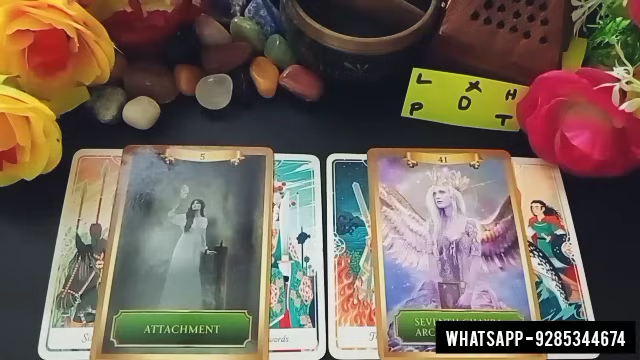 L X H
P D T
5
41
ATTACHMENT
SEVENTH CHAKRA
WHATSAPP-9285344674